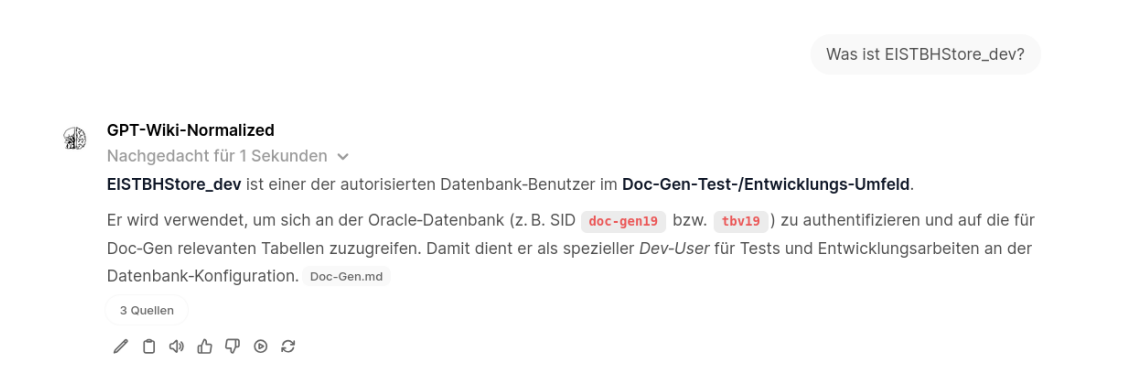 Was ist EISTBHStore_dev?
GPT-Wiki-Normalized
Nachgedacht für 1 Sekunden
EISTBHStore_dev ist einer der autorisierten Datenbank-Benutzer im Doc-Gen-Test-/Entwicklungs-Umfeld.
Er wird verwendet, um sich an der Oracle-Datenbank (z. B. SID doc-gen19 bzw. tbv19) zu authentifizieren und auf die für
Doc-Gen relevanten Tabellen zuzugreifen. Damit dient er als spezieller Dev-User für Tests und Entwicklungsarbeiten an der
Datenbank-Konfiguration. Doc-Gen.md
3 Quellen